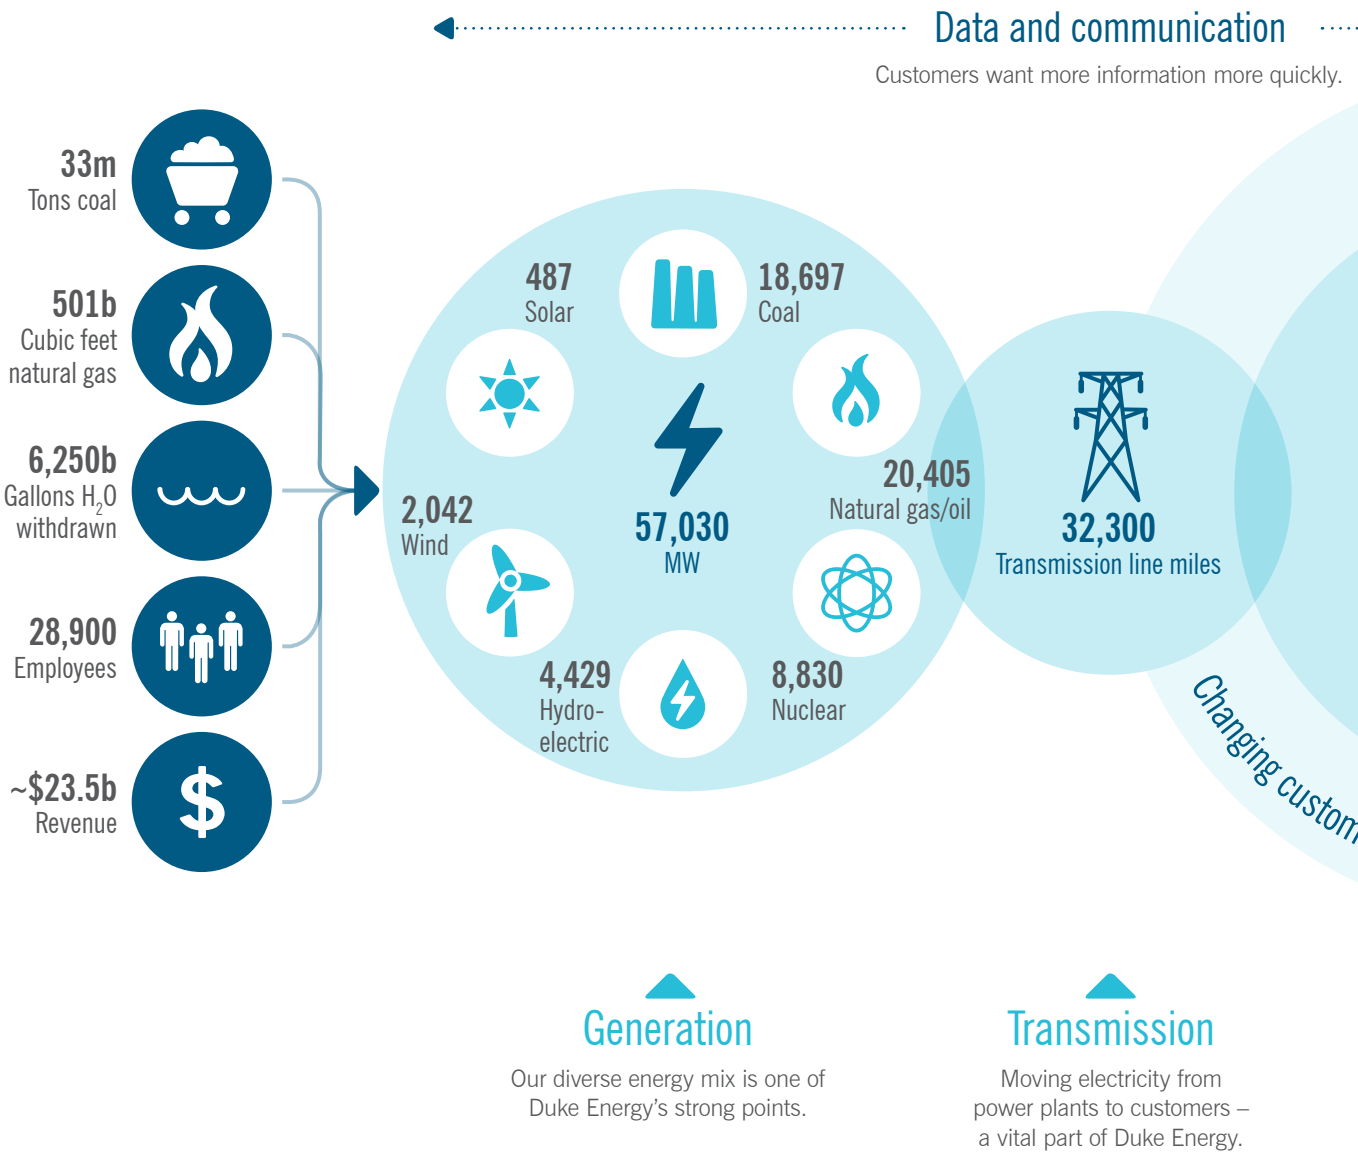 Data and communication
Customers want more information more quickly.
33m
Tons coal
501b
Cubic feet
natural gas
6,250b
Gallons H₂O
withdrawn
28,900
Employees
~$23.5b
Revenue
487
Solar
18,697
Coal
20,405
Natural gas/oil
2,042
Wind
57,030
MW
4,429
Hydro-
electric
8,830
Nuclear
32,300
Transmission line miles
Changing custom
Generation
Our diverse energy mix is one of
Duke Energy’s strong points.
Transmission
Moving electricity from
power plants to customers –
a vital part of Duke Energy.